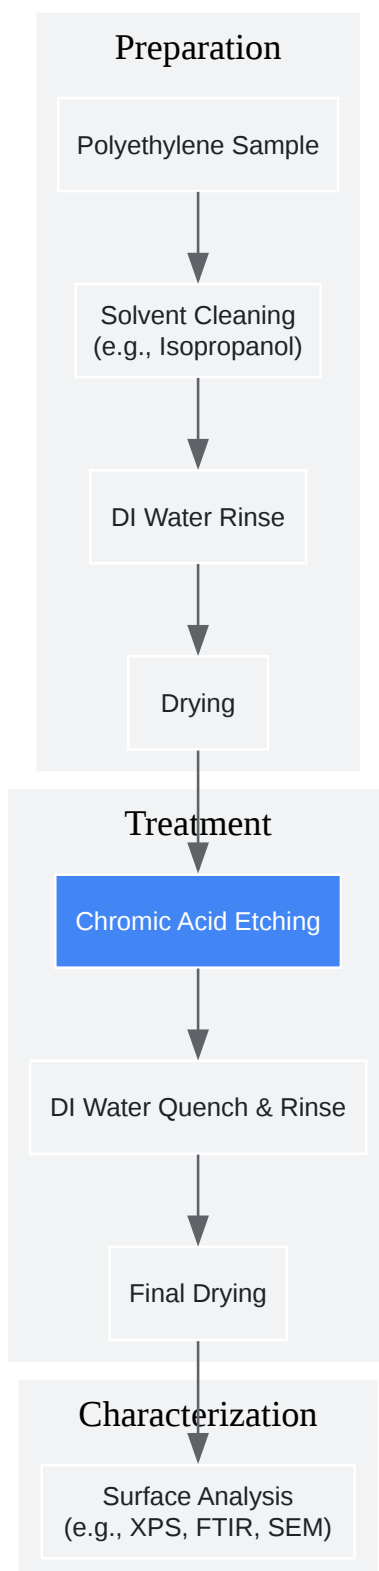 Preparation
Polyethylene Sample
Solvent Cleaning
(e.g., Isopropanol)
DI Water Rinse
Drying
Treatment
Chromic Acid Etching
DI Water Quench & Rinse
Final Drying
Characterization
Surface Analysis
(e.g., XPS, FTIR, SEM)